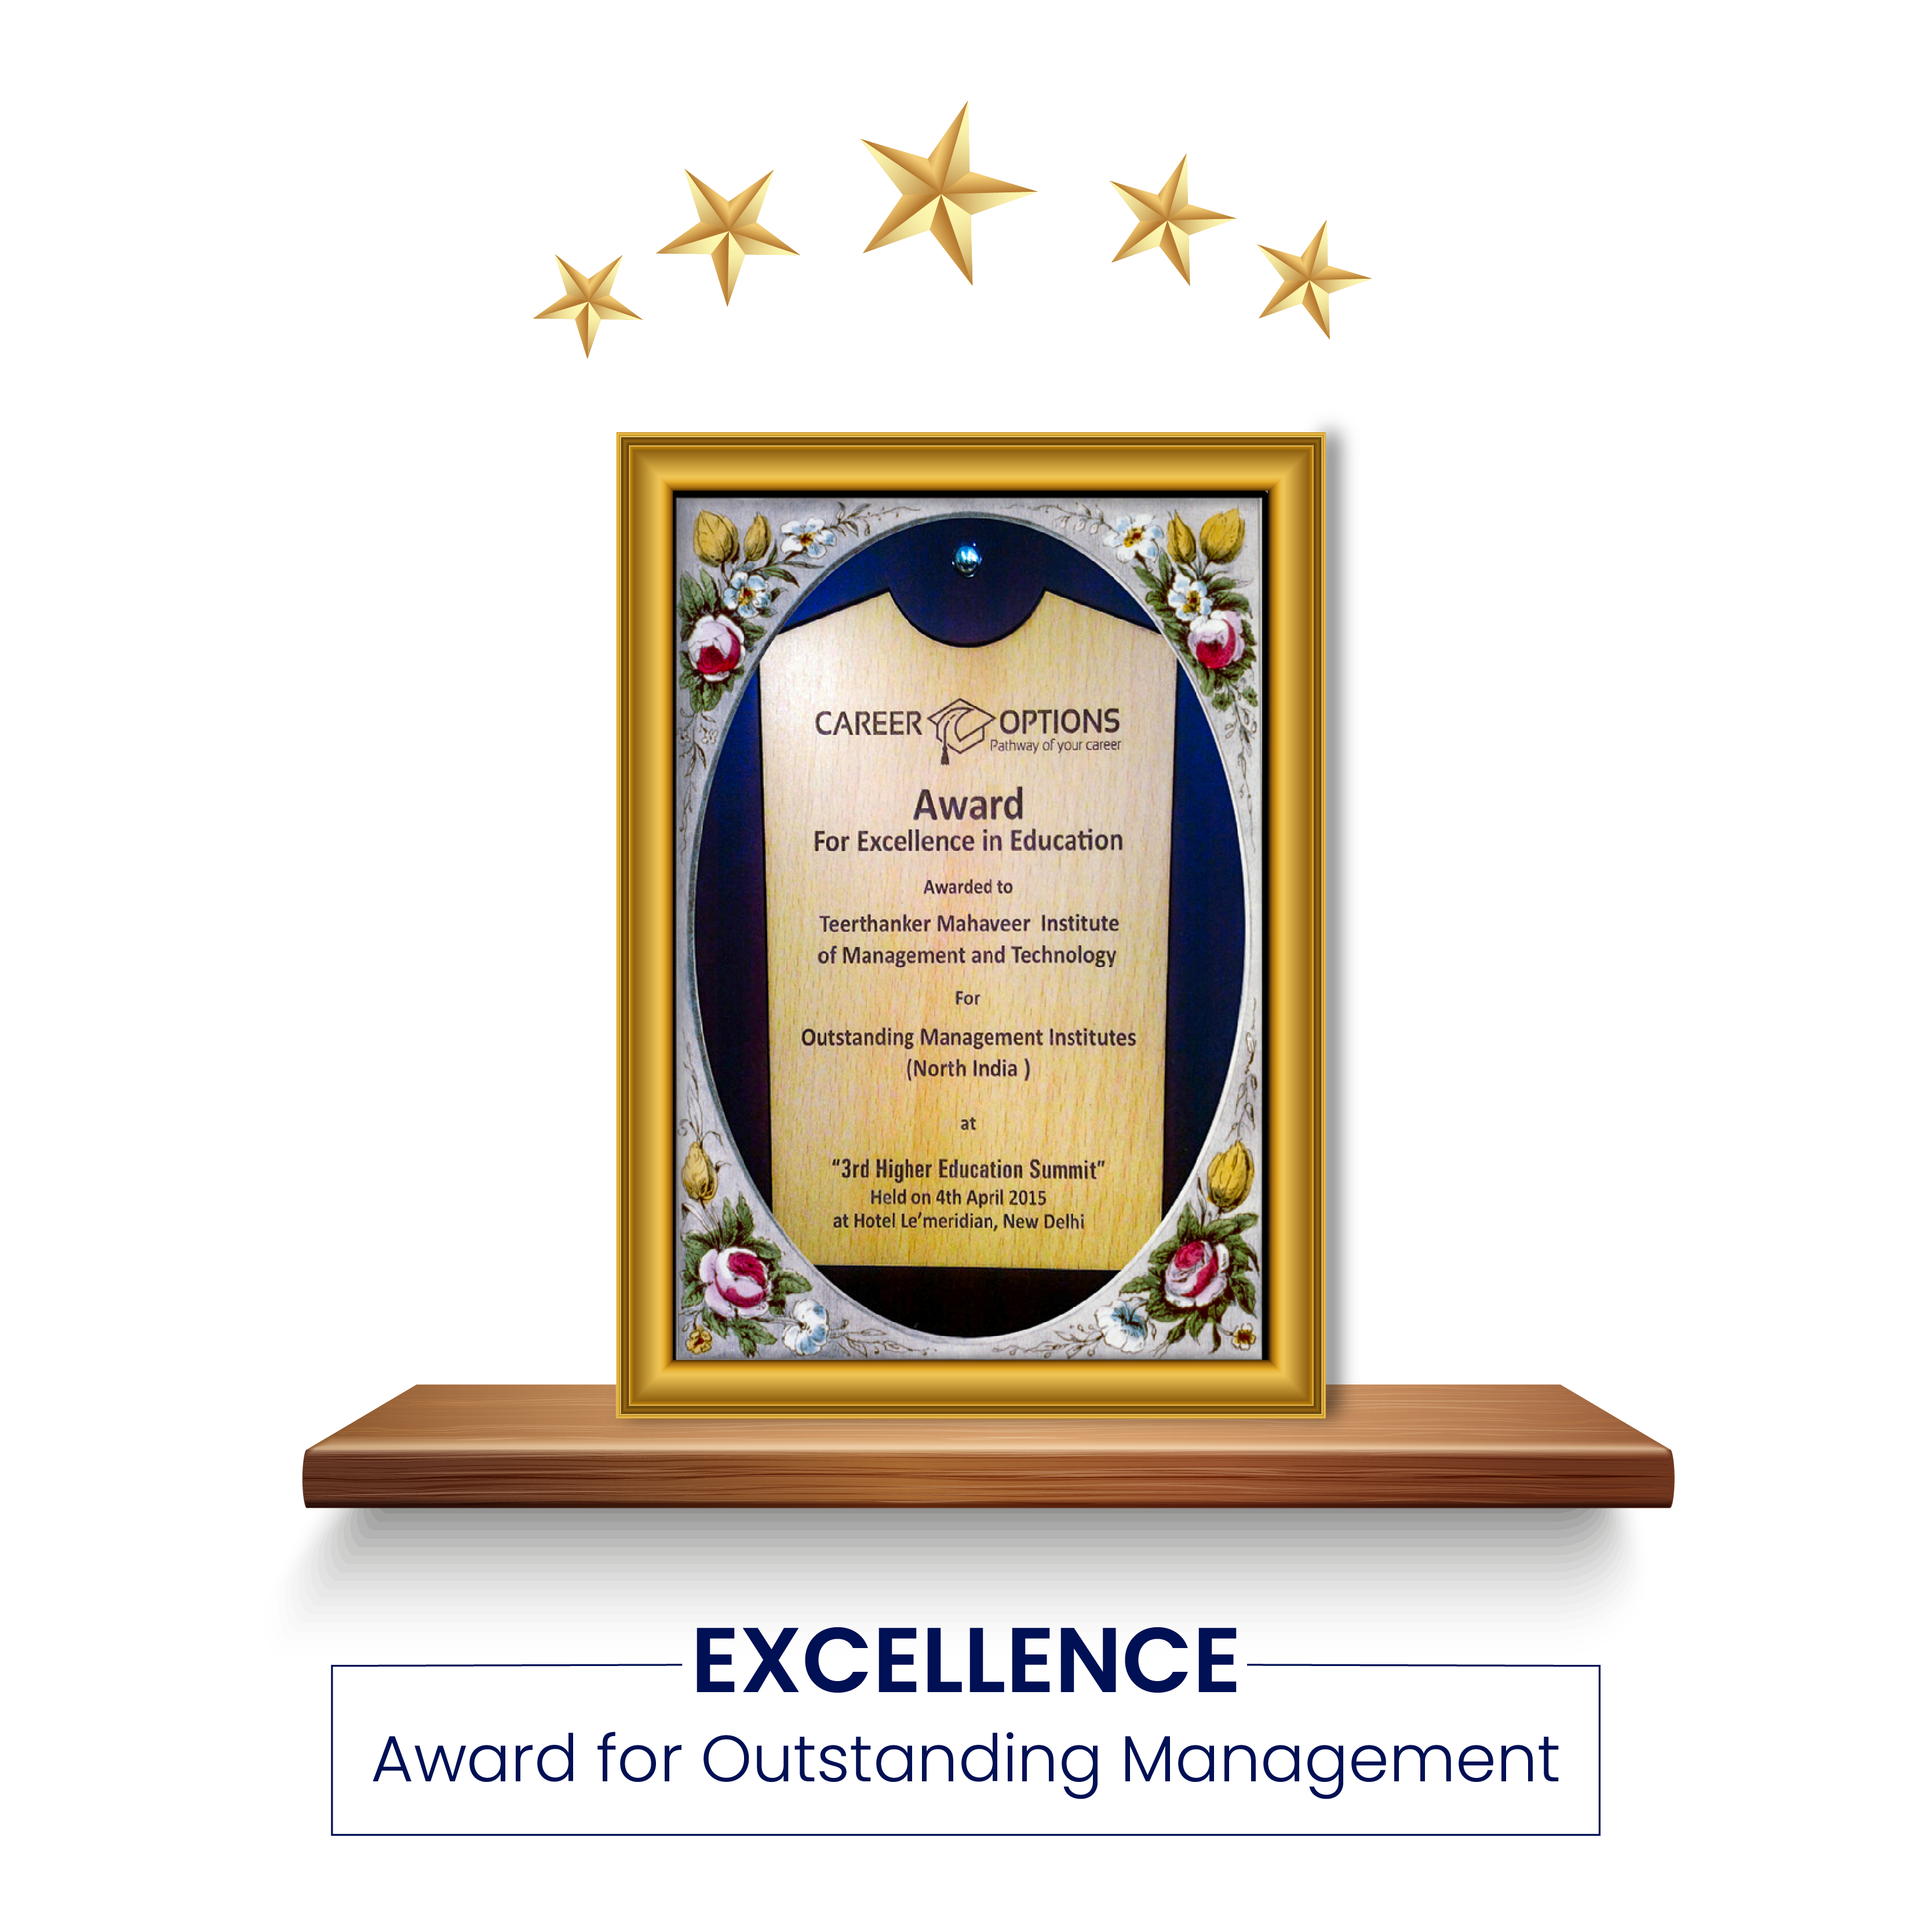 CAREER OPTIONS
Pathway of your career
Award
For Excellence in Education
Awarded to
Teerthanker Mahaveer Institute
of Management and Technology
For
Outstanding Management Institutes
(North India )
at
“3rd Higher Education Summit”
Held on 4th April 2015
at Hotel Le’meridian, New Delhi
EXCELLENCE
Award for Outstanding Management